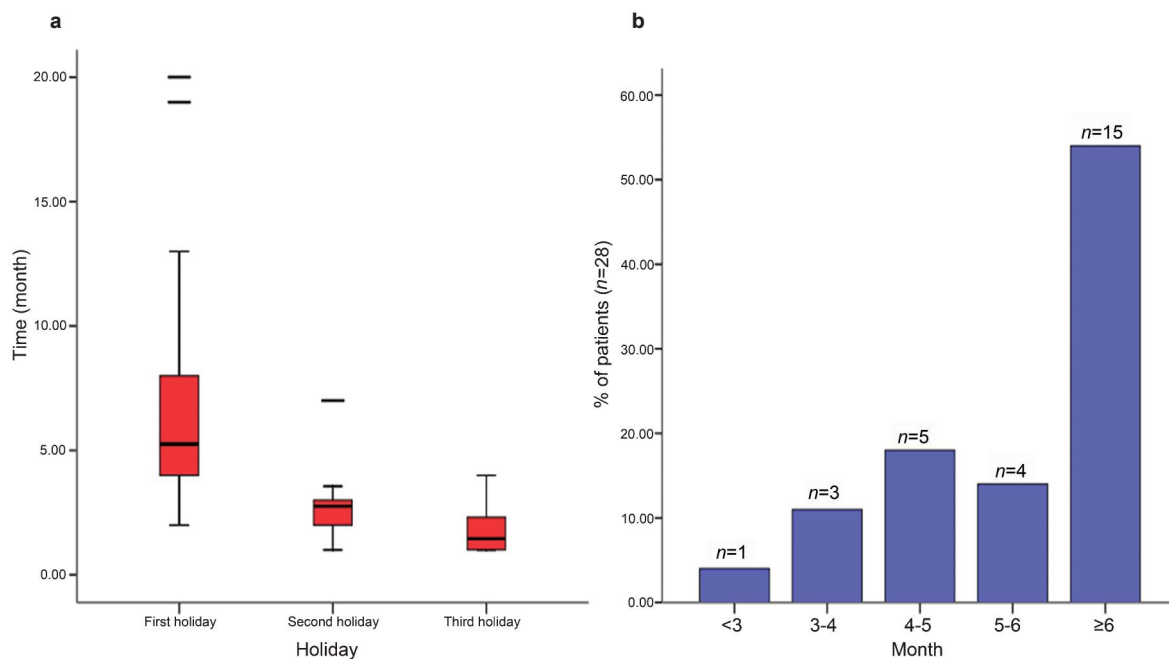 a
20.00
15.00
10.00
5.00
0.00
Time (month)
First holiday
Second holiday
Third holiday
Holiday
b
60.00
50.00
40.00
30.00
20.00
10.00
0.00
% of patients (n=28)
n=1
n=3
n=5
n=4
n=15
<3
3-4
4-5
5-6
≥6
Month